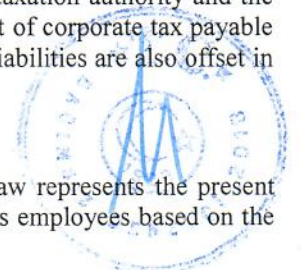 taxation authority and the
t of corporate tax payable
iabilities are also offset in
aw represents the present
s employees based on the